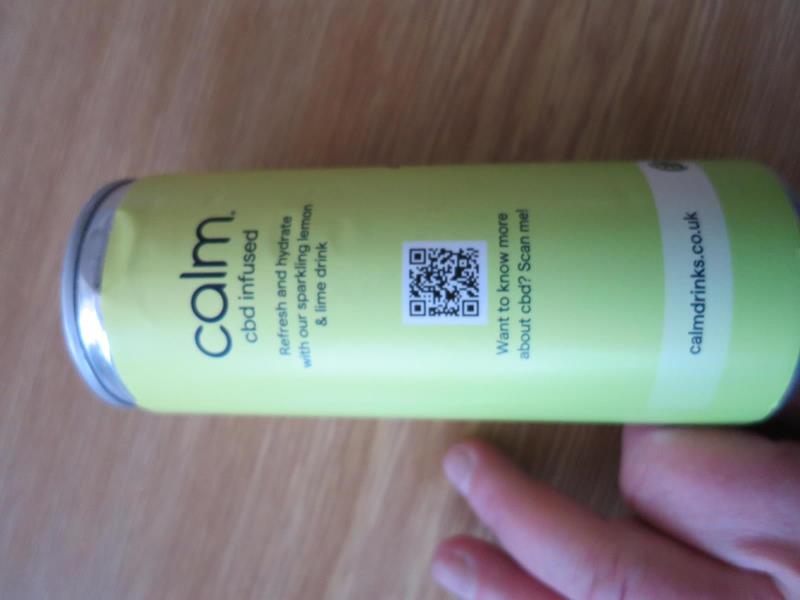 calm.
cbd infused
Refresh and hydrate
with our sparkling lemon
& lime drink
Want to know more
about cbd? Scan me!
calmdrinks.co.uk